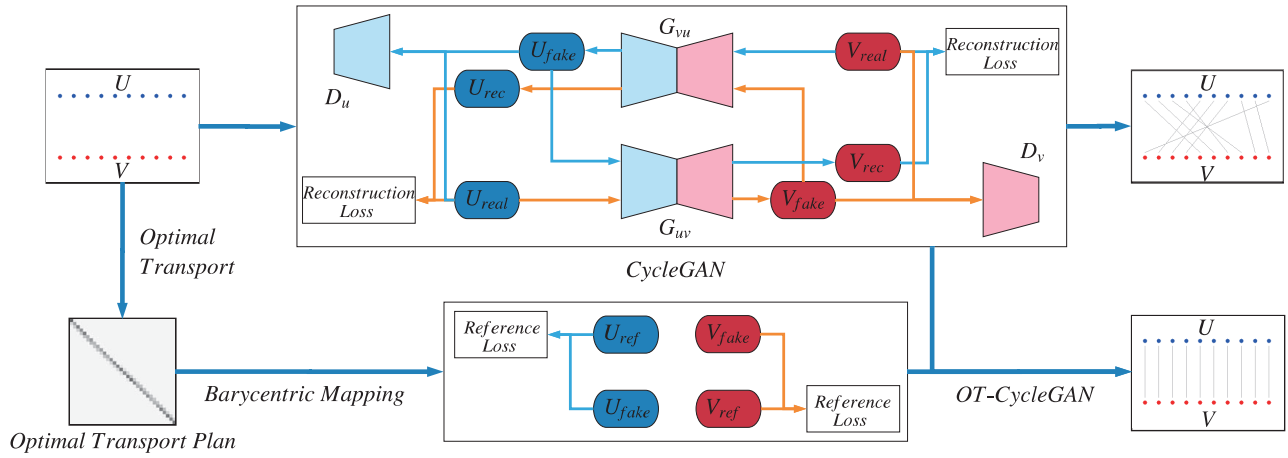 U
V
Optimal
Transport
Optimal Transport Plan
Barycentric Mapping
D_u
U_fake
G_vu
V_real
Reconstruction
Loss
U_rec
V_rec
D_v
Reconstruction
Loss
U_real
G_uv
V_fake
CycleGAN
Reference
Loss
U_ref
V_fake
U_fake
V_ref
Reference
Loss
OT-CycleGAN
U
V
U
V